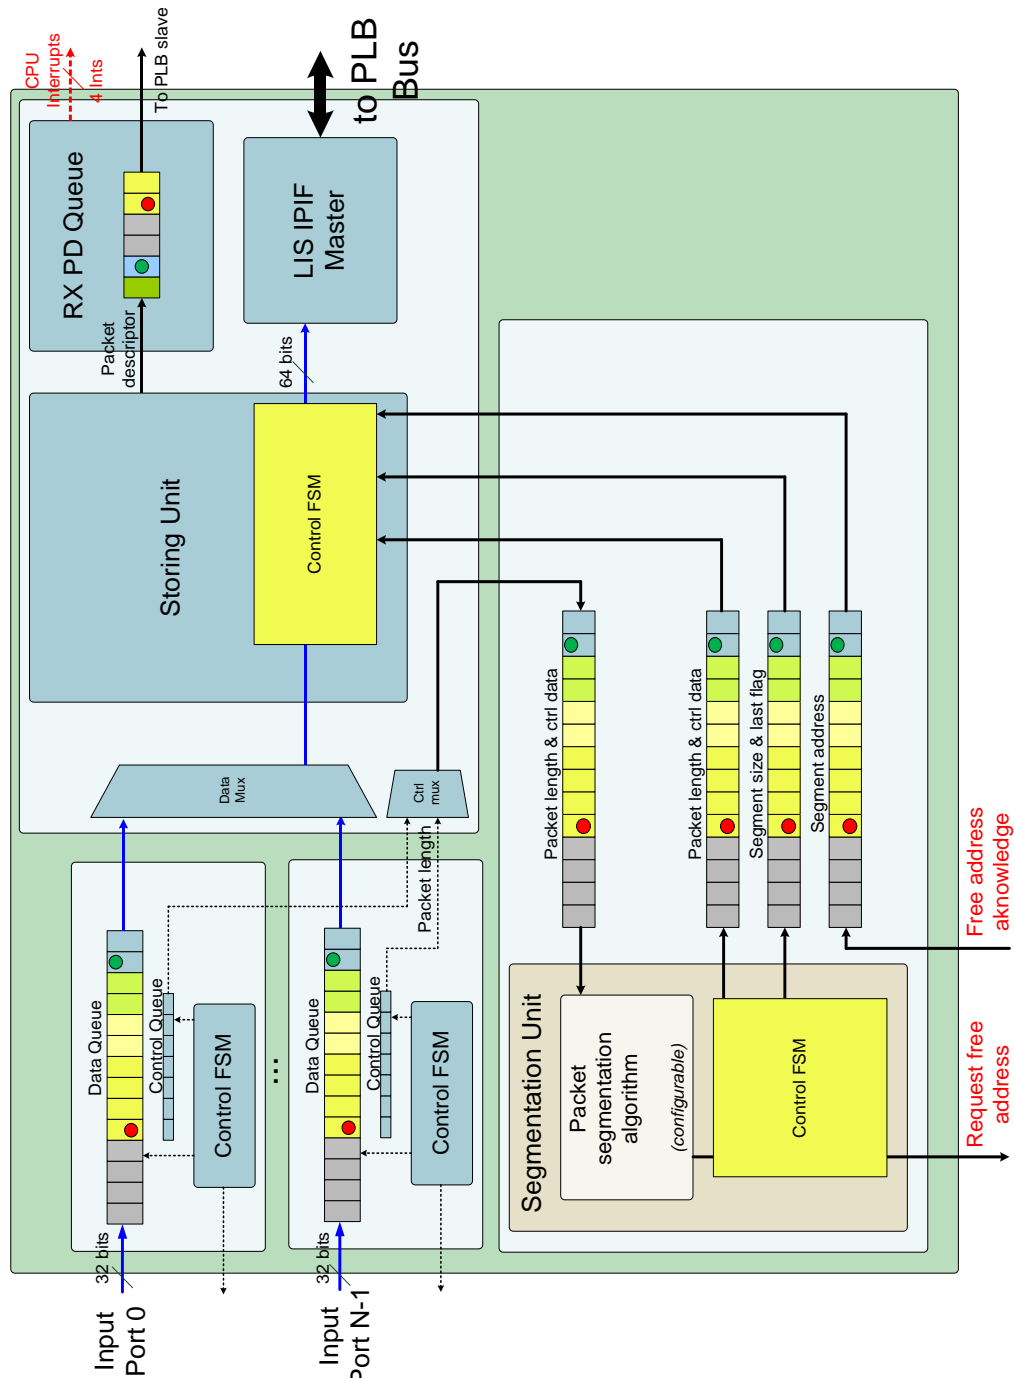 CPU
Interrupts
4 Ints
To PLB slave
to PLB
Bus
RX PD Queue
LIS IPIF
Master
Packet
descriptor
64 bits
Storing Unit
Control FSM
Data
Mux
Ctrl
mux
Packet length
Packet length & ctrl data
Packet length & ctrl data
Segment size & last flag
Segment address
Data Queue
Control Queue
Control FSM
...
Data Queue
Control Queue
Control FSM
32 bits
Input
Port 0
32 bits
Input
Port N-1
Segmentation Unit
Packet
segmentation
algorithm
(configurable)
Control FSM
Free address
aknowledge
Request free
address